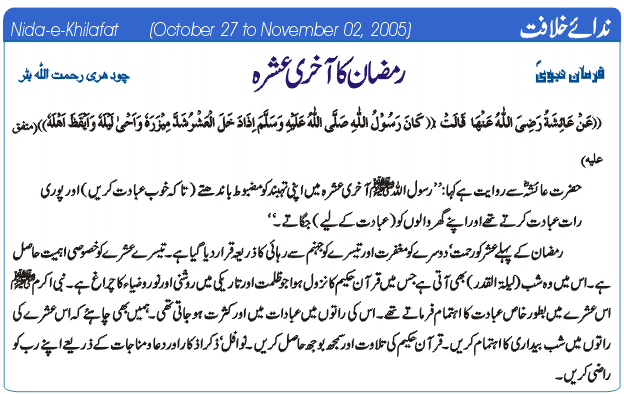 Nida-e-Khilafat (October 27 to November 02, 2005) ندائے خلافت
فرمان نبویؐ رمضان کا آخری عشرہ چودھری رحمت اللہ بٹر
((عَنْ عَائِشَۃَ رَضِیَ اللّٰہُ عَنْھَا قَالَتْ : ((کَانَ رَسُوْلُ اللّٰہِ صَلَّی اللّٰہُ عَلَیْہِ وَسَلَّمَ اِذَا دَخَلَ الْعَشْرُ شَدَّ مِیْزَرَہٗ وَاَحْیٰ لَیْلَہٗ وَاَیْقَظَ اَھْلَہٗ))(متفق
علیہ)
حضرت عائشہؓ سے روایت ہے کہا: ’’رسول اللہ ﷺ آخری عشرہ میں اپنی تہبند کو مضبوط باندھتے (تاکہ خوب عبادت کریں) اور پوری
رات عبادت کرتے تھے اور اپنے گھر والوں کو (عبادت کے لیے) جگاتے۔‘‘
رمضان کے پہلے عشر کو رحمت‘ دوسرے کو مغفرت اور تیسرے کو جہنم سے رہائی کا ذریعہ قرار دیا گیا ہے۔ تیسرے عشرے کو خصوصی اہمیت حاصل
ہے۔ اس میں وہ شب (لیلۃ القدر) بھی آتی ہے جس میں قرآن حکیم کا نزول ہوا جو ظلمت اور تاریکی میں روشنی اور نور وضیاء کا چراغ ہے۔ نبی اکرم ﷺ
اس عشرے میں بطور خاص عبادت کا اہتمام فرماتے تھے۔ اس کی راتوں میں عبادات میں اور کثرت ہو جاتی تھی۔ ہمیں بھی چاہئے کہ اس عشرے کی
راتوں میں شب بیداری کا اہتمام کریں۔ قرآن حکیم کی تلاوت اور سمجھ بوجھ حاصل کریں۔ نوافل‘ ذکر اذکار اور دعا و مناجات کے ذریعے اپنے رب کو
راضی کریں۔